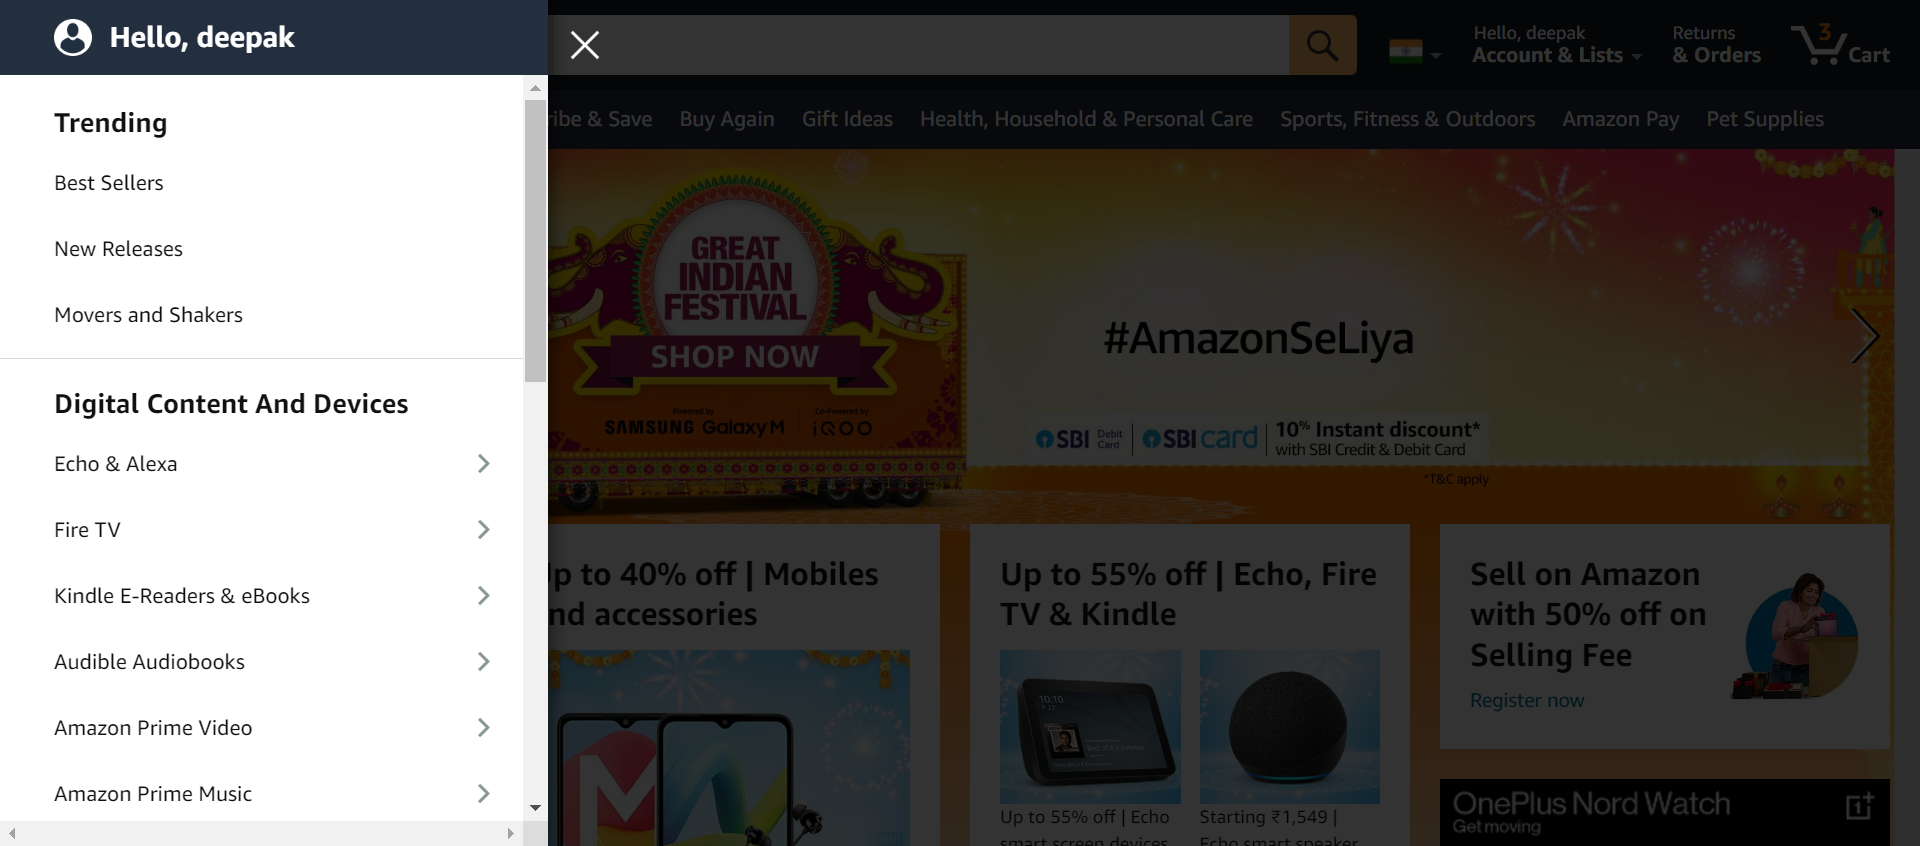 Hello, deepak
Trending
Best Sellers
New Releases
Movers and Shakers
Digital Content And Devices
Echo & Alexa
Fire TV
Kindle E-Readers & eBooks
Audible Audiobooks
Amazon Prime Video
Amazon Prime Music
Hello, deepak
Account & Lists
Returns
& Orders
3
Cart
ribe & Save Buy Again Gift Ideas Health, Household & Personal Care Sports, Fitness & Outdoors Amazon Pay Pet Supplies
GREAT
INDIAN
FESTIVAL
SHOP NOW
Powered by
SAMSUNG Galaxy M
Co-Powered by
iQOO
#AmazonSeLiya
SBI Debit Card
SBI card
10% Instant discount*
with SBI Credit & Debit Card
*T&C apply
Up to 40% off | Mobiles
and accessories
Up to 55% off | Echo, Fire
TV & Kindle
10:10
Up to 55% off | Echo
smart screen devices
Starting ₹1,549 |
Echo smart speaker
Sell on Amazon
with 50% off on
Selling Fee
Register now
OnePlus Nord Watch
Get moving